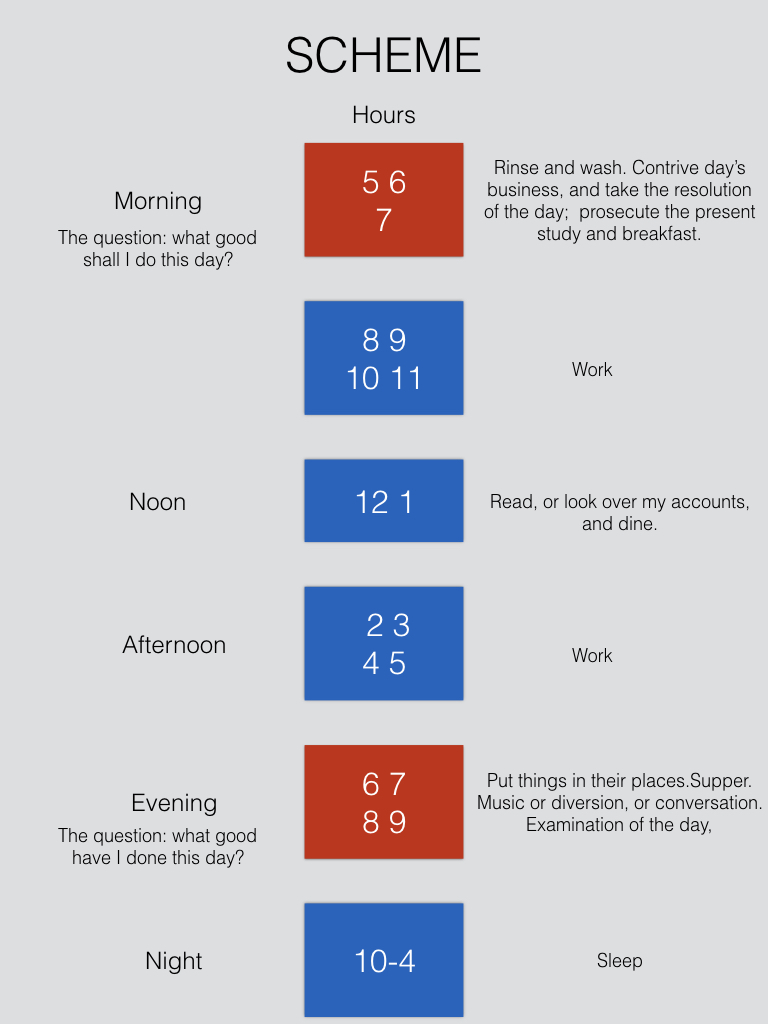 SCHEME
Hours
Morning
The question: what good
shall I do this day?
5 6
7
Rinse and wash. Contrive day’s
business, and take the resolution
of the day;  prosecute the present
study and breakfast.
8 9
10 11
Work
Noon
12 1
Read, or look over my accounts,
and dine.
Afternoon
2 3
4 5
Work
Evening
The question: what good
have I done this day?
6 7
8 9
Put things in their places.Supper.
Music or diversion, or conversation.
Examination of the day,
Night
10-4
Sleep